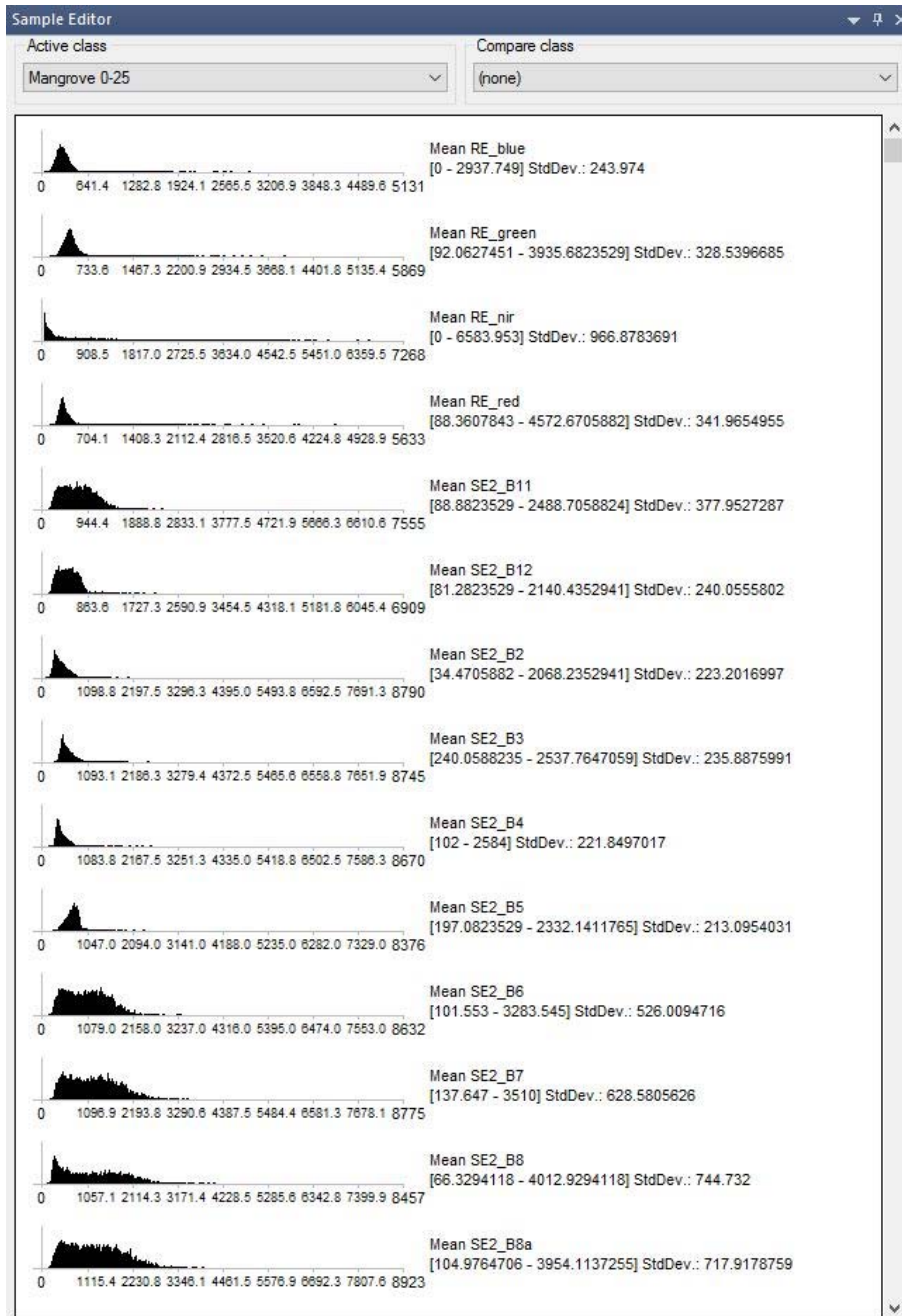 Sample Editor
Active class
Compare class
Mangrove 0-25
(none)
Mean RE_blue
[0 - 2937.749] StdDev.: 243.974
0 641.4 1282.8 1924.1 2565.5 3206.9 3848.3 4489.6 5131
Mean RE_green
[92.0627451 - 3935.6823529] StdDev.: 328.5396685
0 733.6 1467.3 2200.9 2934.5 3668.1 4401.8 5135.4 5869
Mean RE_nir
[0 - 6583.953] StdDev.: 966.8783691
0 908.5 1817.0 2725.5 3634.0 4542.5 5451.0 6359.5 7268
Mean RE_red
[88.3607843 - 4572.6705882] StdDev.: 341.9654955
0 704.1 1408.3 2112.4 2816.5 3520.6 4224.8 4928.9 5633
Mean SE2_B11
[88.8823529 - 2488.7058824] StdDev.: 377.9527287
0 944.4 1888.8 2833.1 3777.5 4721.9 5666.3 6610.6 7555
Mean SE2_B12
[81.2823529 - 2140.4352941] StdDev.: 240.0555802
0 863.6 1727.3 2590.9 3454.5 4318.1 5181.8 6045.4 6909
Mean SE2_B2
[34.4705882 - 2068.2352941] StdDev.: 223.2016997
0 1098.8 2197.5 3296.3 4395.0 5493.8 6592.5 7691.3 8790
Mean SE2_B3
[240.0588235 - 2537.7647059] StdDev.: 235.8875991
0 1093.1 2186.3 3279.4 4372.5 5465.6 6558.8 7651.9 8745
Mean SE2_B4
[102 - 2584] StdDev.: 221.8497017
0 1083.8 2167.5 3251.3 4335.0 5418.8 6502.5 7586.3 8670
Mean SE2_B5
[197.0823529 - 2332.1411765] StdDev.: 213.0954031
0 1047.0 2094.0 3141.0 4188.0 5235.0 6282.0 7329.0 8376
Mean SE2_B6
[101.553 - 3283.545] StdDev.: 526.0094716
0 1079.0 2158.0 3237.0 4316.0 5395.0 6474.0 7553.0 8632
Mean SE2_B7
[137.647 - 3510] StdDev.: 628.5805626
0 1096.9 2193.8 3290.6 4387.5 5484.4 6581.3 7678.1 8775
Mean SE2_B8
[66.3294118 - 4012.9294118] StdDev.: 744.732
0 1057.1 2114.3 3171.4 4228.5 5285.6 6342.8 7399.9 8457
Mean SE2_B8a
[104.9764706 - 3954.1137255] StdDev.: 717.9178759
0 1115.4 2230.8 3346.1 4461.5 5576.9 6692.3 7807.6 8923